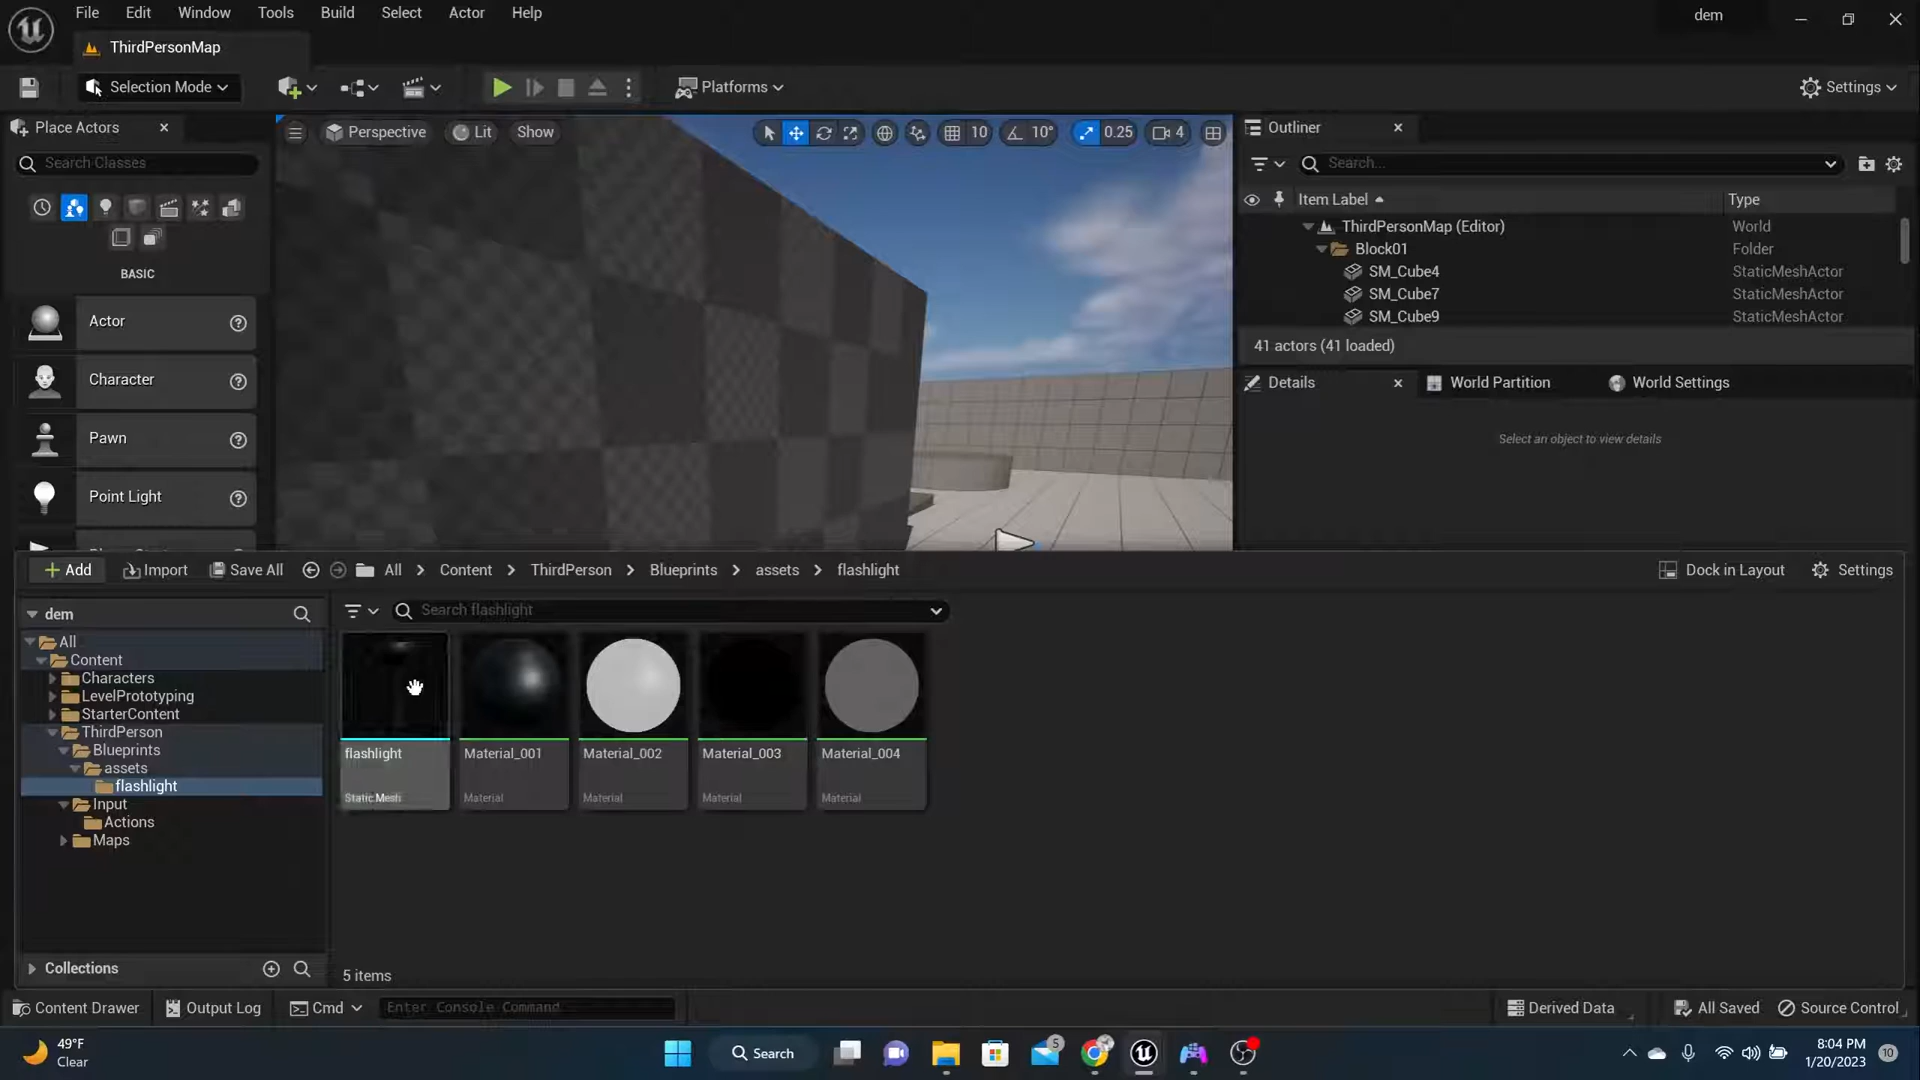 File Edit Window Tools Build Select Actor Help
dem
ThirdPersonMap
Selection Mode
Platforms
Settings
Place Actors
Search Classes
BASIC
Actor
Character
Pawn
Point Light
Perspective Lit Show
10 10° 0.25 4
Outliner
Search...
Item Label Type
ThirdPersonMap (Editor) World
Block01 Folder
SM_Cube4 StaticMeshActor
SM_Cube7 StaticMeshActor
SM_Cube9 StaticMeshActor
41 actors (41 loaded)
Details World Partition World Settings
Select an object to view details
Add Import Save All All > Content > ThirdPerson > Blueprints > assets > flashlight
Dock in Layout Settings
dem
Search flashlight
All
Content
Characters
LevelPrototyping
StarterContent
ThirdPerson
Blueprints
assets
flashlight
Input
Actions
Maps
flashlight Material_001 Material_002 Material_003 Material_004
Static Mesh Material Material Material Material
Collections
5 items
Content Drawer Output Log Cmd Enter Console Command
Derived Data All Saved Source Control
49°F
Clear
Search
5
8:04 PM
1/20/2023
10